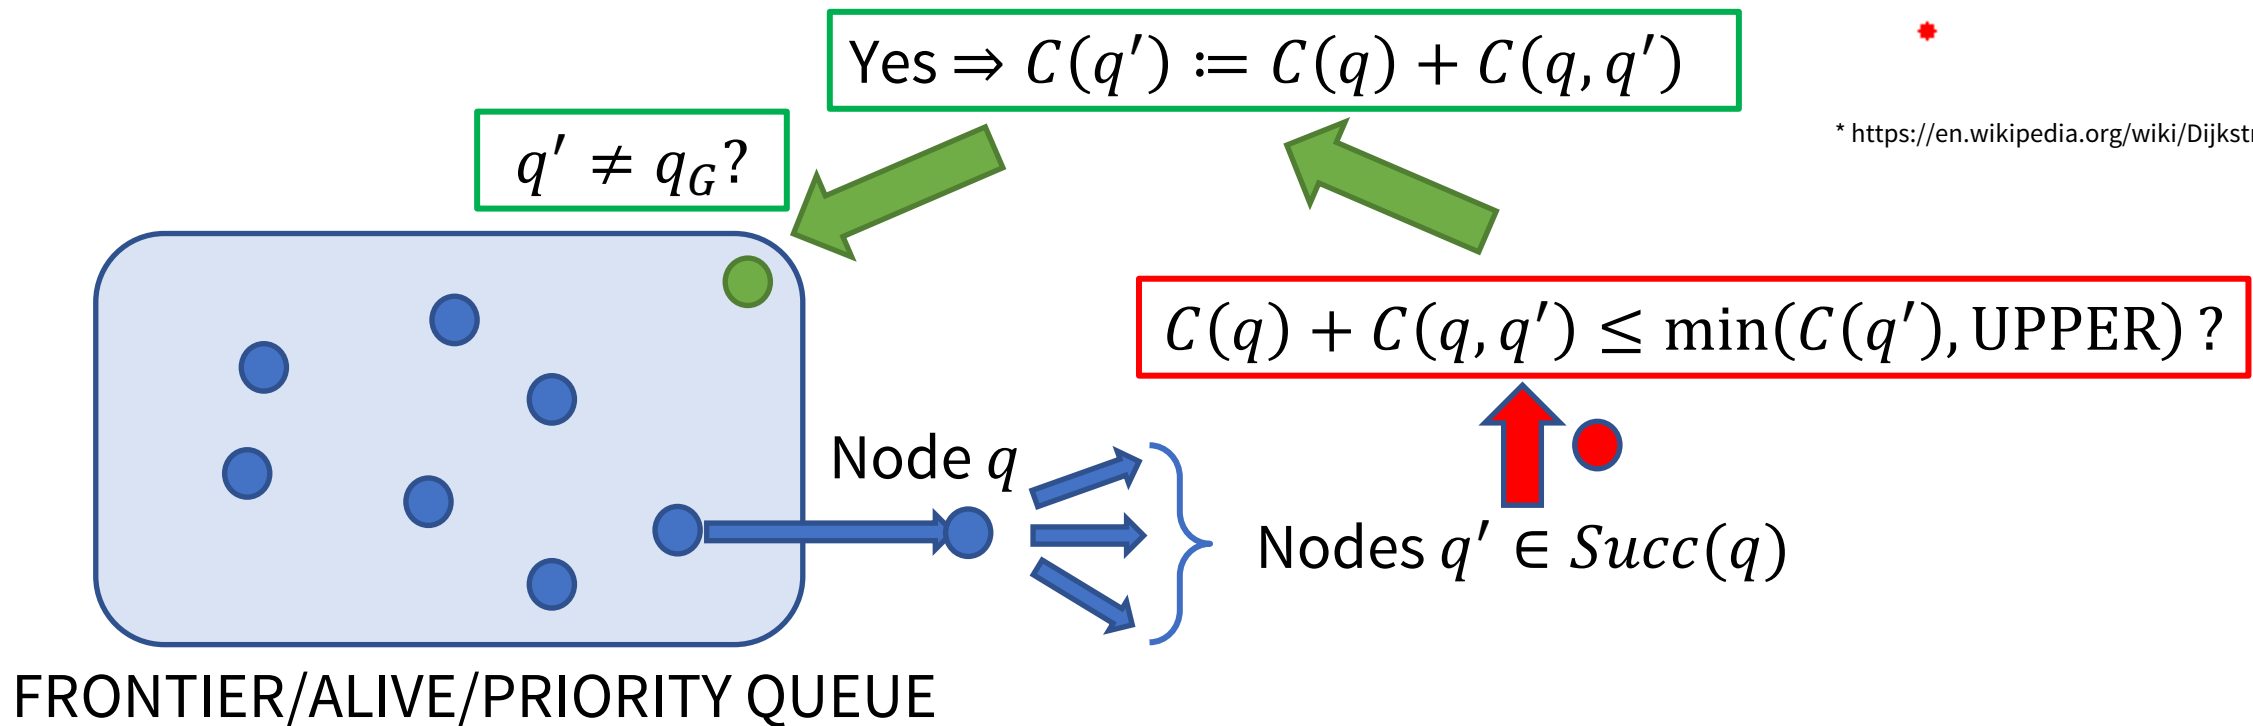 Yes ⇒ C(q′) ≔ C(q) + C(q, q′)
* https://en.wikipedia.org/wiki/Dijkst
q′ ≠ q_G?
C(q) + C(q, q′) ≤ min(C(q′), UPPER) ?
Node q
Nodes q′ ∈ Succ(q)
FRONTIER/ALIVE/PRIORITY QUEUE